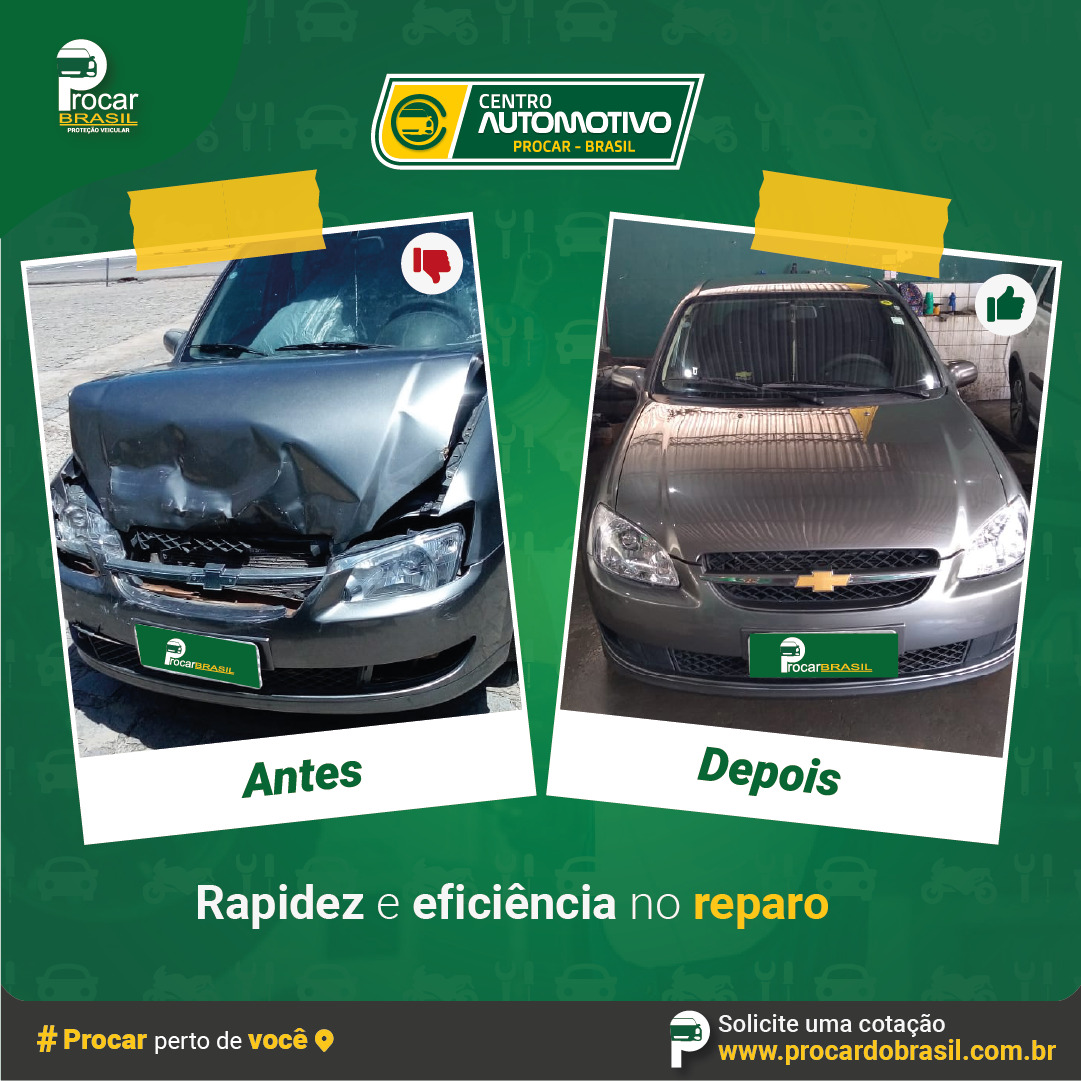 Procar
BRASIL
PROTEÇÃO VEICULAR
CENTRO
AUTOMOTIVO
PROCAR - BRASIL
ProcarBRASIL
ProcarBRASIL
Antes
Depois
Rapidez e eficiência no reparo
# Procar perto de você
P
Solicite uma cotação
www.procardobrasil.com.br